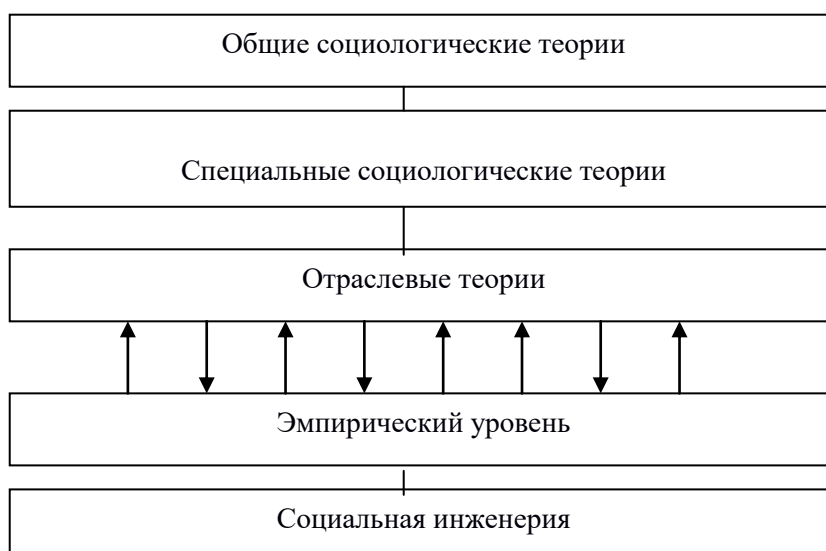 Общие социологические теории
Специальные социологические теории
Отраслевые теории
Эмпирический уровень
Социальная инженерия